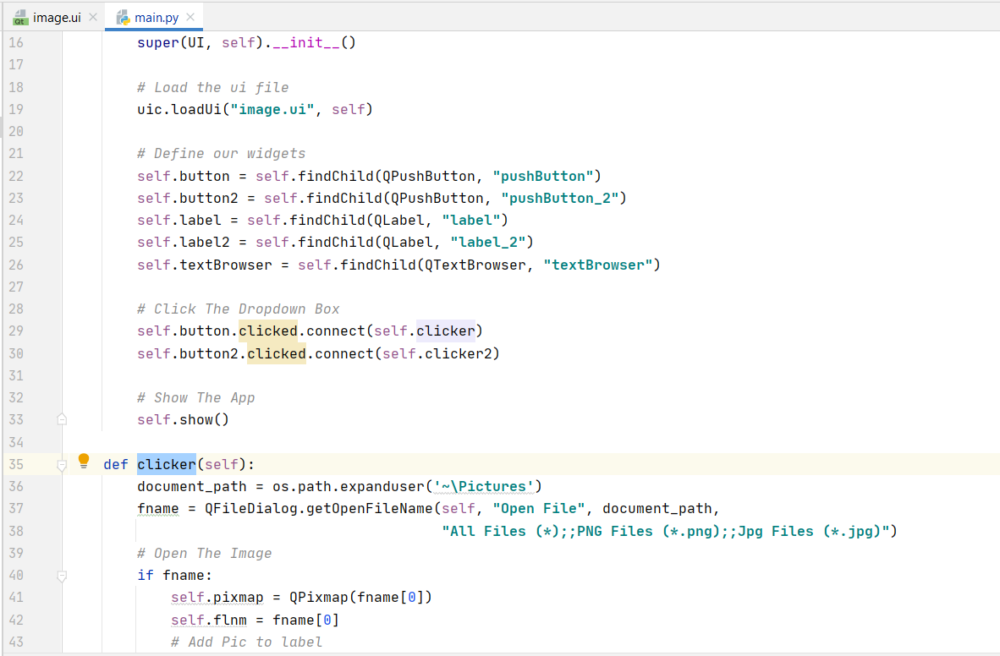 image.ui main.py
16 super(UI, self).__init__()
17
18 # Load the ui file
19 uic.loadUi("image.ui", self)
20
21 # Define our widgets
22 self.button = self.findChild(QPushButton, "pushButton")
23 self.button2 = self.findChild(QPushButton, "pushButton_2")
24 self.label = self.findChild(QLabel, "label")
25 self.label2 = self.findChild(QLabel, "label_2")
26 self.textBrowser = self.findChild(QTextBrowser, "textBrowser")
27
28 # Click The Dropdown Box
29 self.button.clicked.connect(self.clicker)
30 self.button2.clicked.connect(self.clicker2)
31
32 # Show The App
33 self.show()
34
35 def clicker(self):
36 document_path = os.path.expanduser('~\Pictures')
37 fname = QFileDialog.getOpenFileName(self, "Open File", document_path,
38 "All Files (*);;PNG Files (*.png);;Jpg Files (*.jpg)")
39 # Open The Image
40 if fname:
41 self.pixmap = QPixmap(fname[0])
42 self.flnm = fname[0]
43 # Add Pic to label